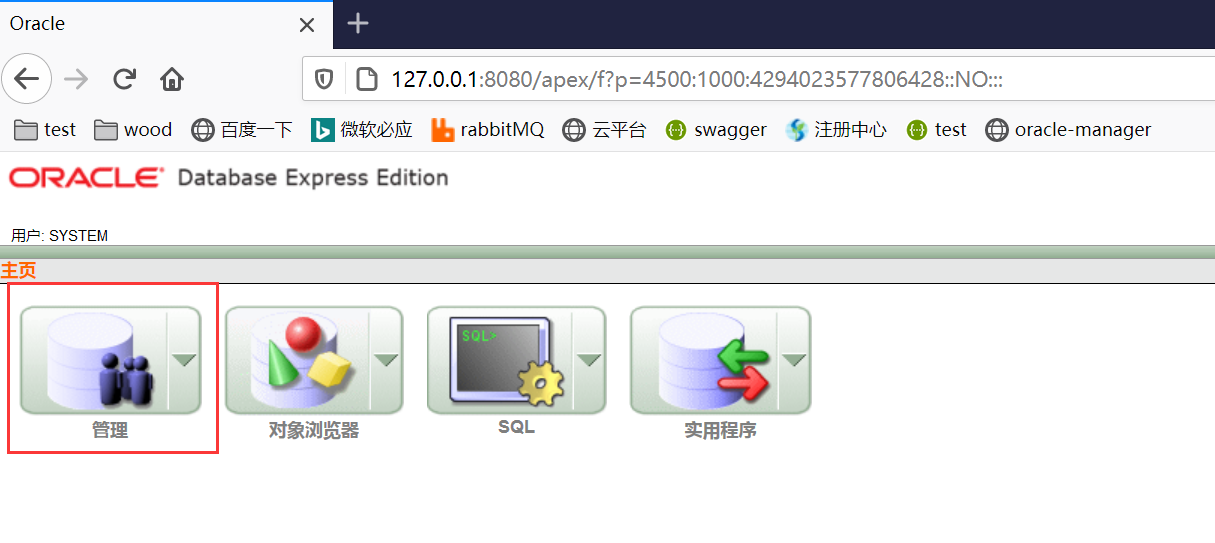 Oracle
127.0.0.1:8080/apex/f?p=4500:1000:4294023577806428::NO:::
test wood 百度一下 微软必应 rabbitMQ 云平台 swagger 注册中心 test oracle-manager
ORACLE Database Express Edition
用户: SYSTEM
主页
SQL>
管理 对象浏览器 SQL 实用程序